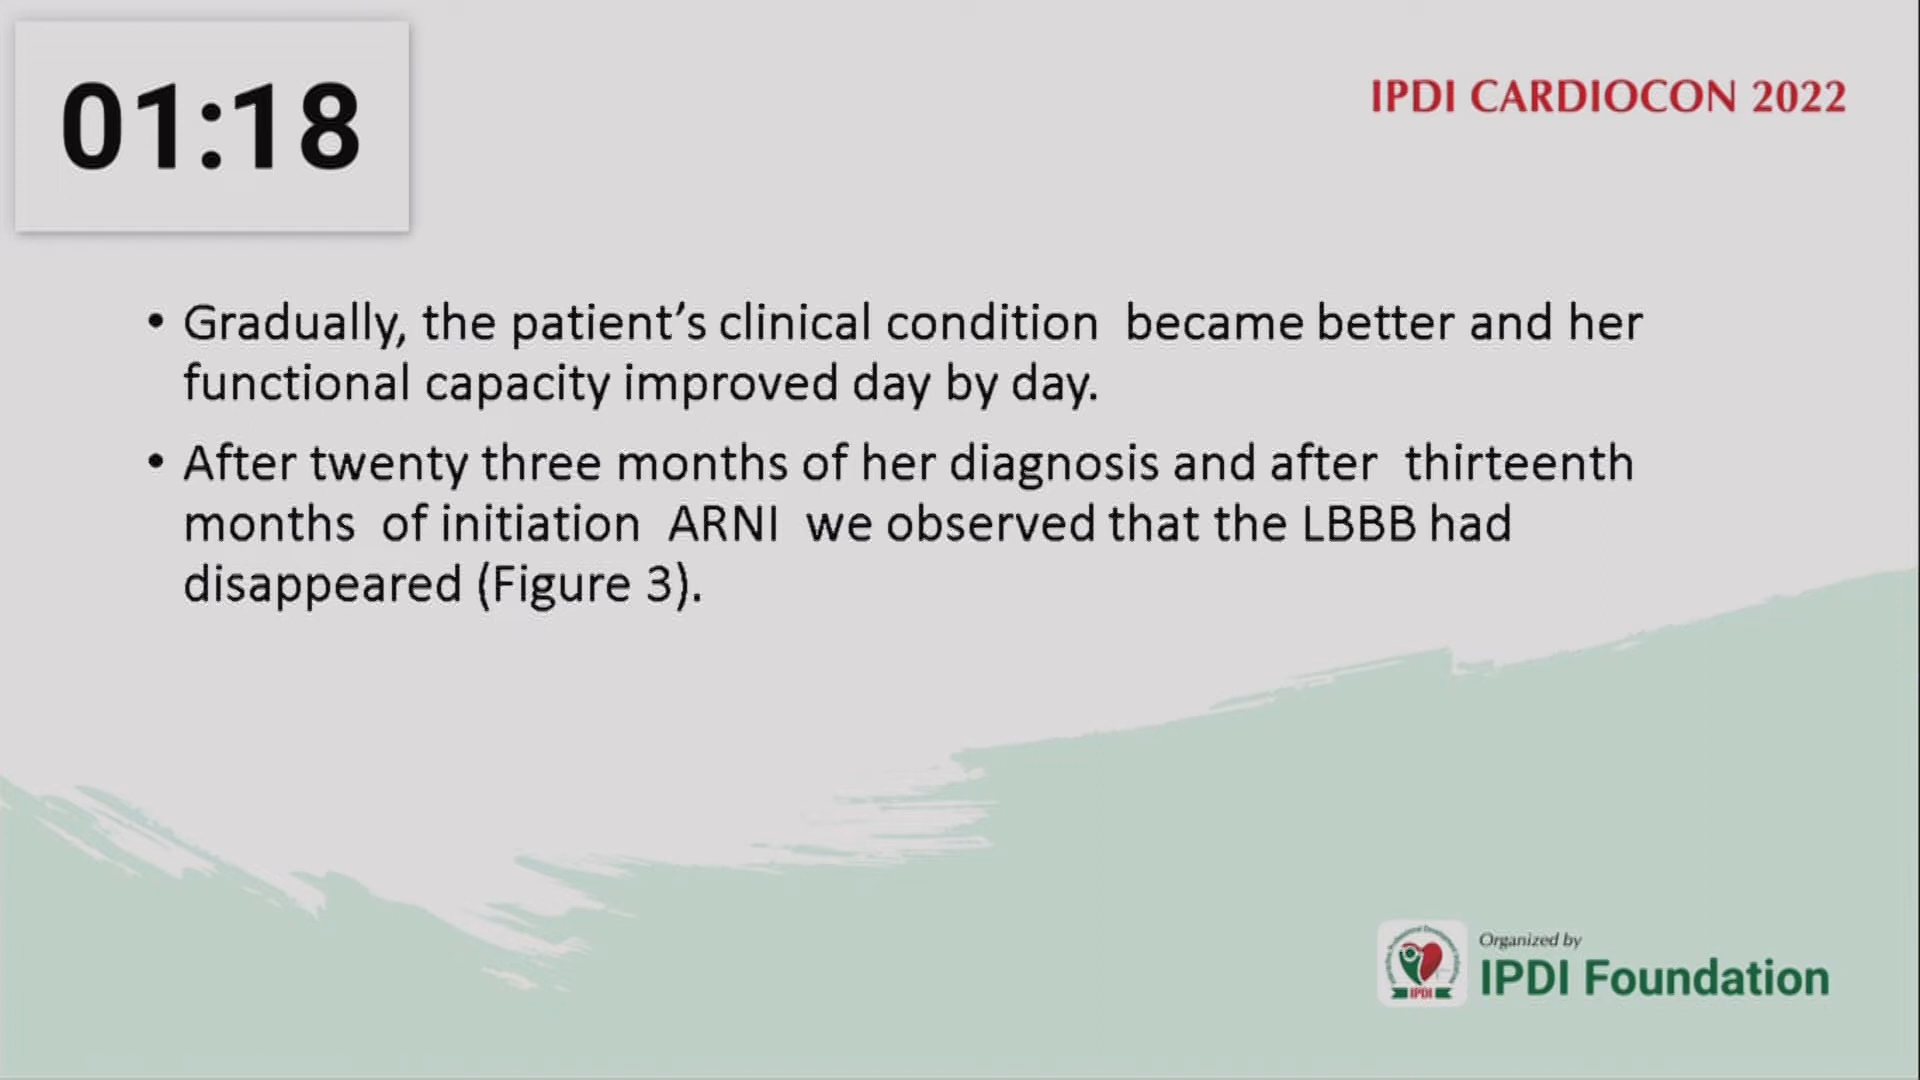 01:18
IPDI CARDIOCON 2022
• Gradually, the patient’s clinical condition became better and her
functional capacity improved day by day.
• After twenty three months of her diagnosis and after thirteenth
months of initiation ARNI we observed that the LBBB had
disappeared (Figure 3).
Organized by
IPDI Foundation
IPDI